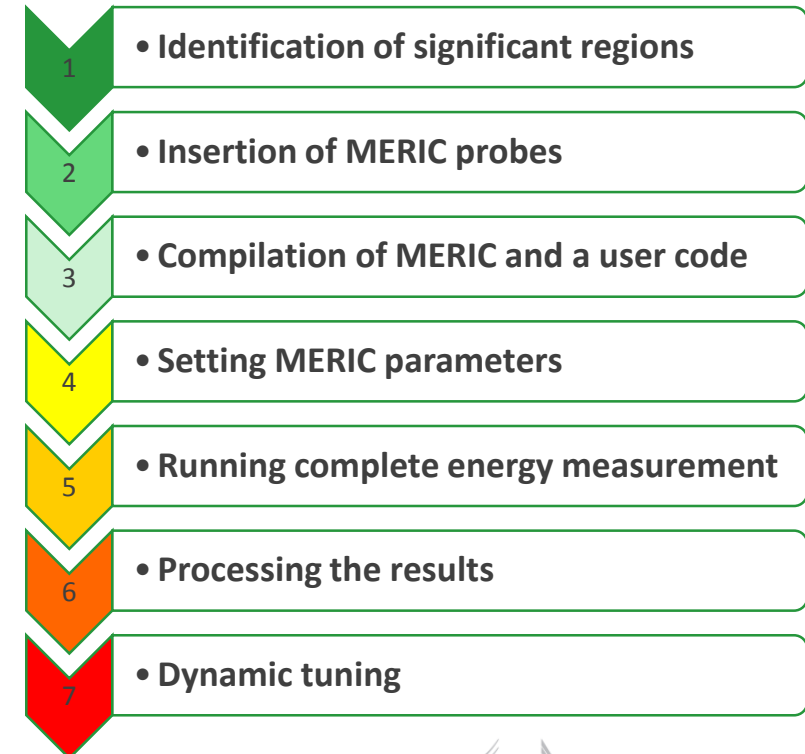 1
• Identification of significant regions
2
• Insertion of MERIC probes
3
• Compilation of MERIC and a user code
4
• Setting MERIC parameters
5
• Running complete energy measurement
6
• Processing the results
7
• Dynamic tuning